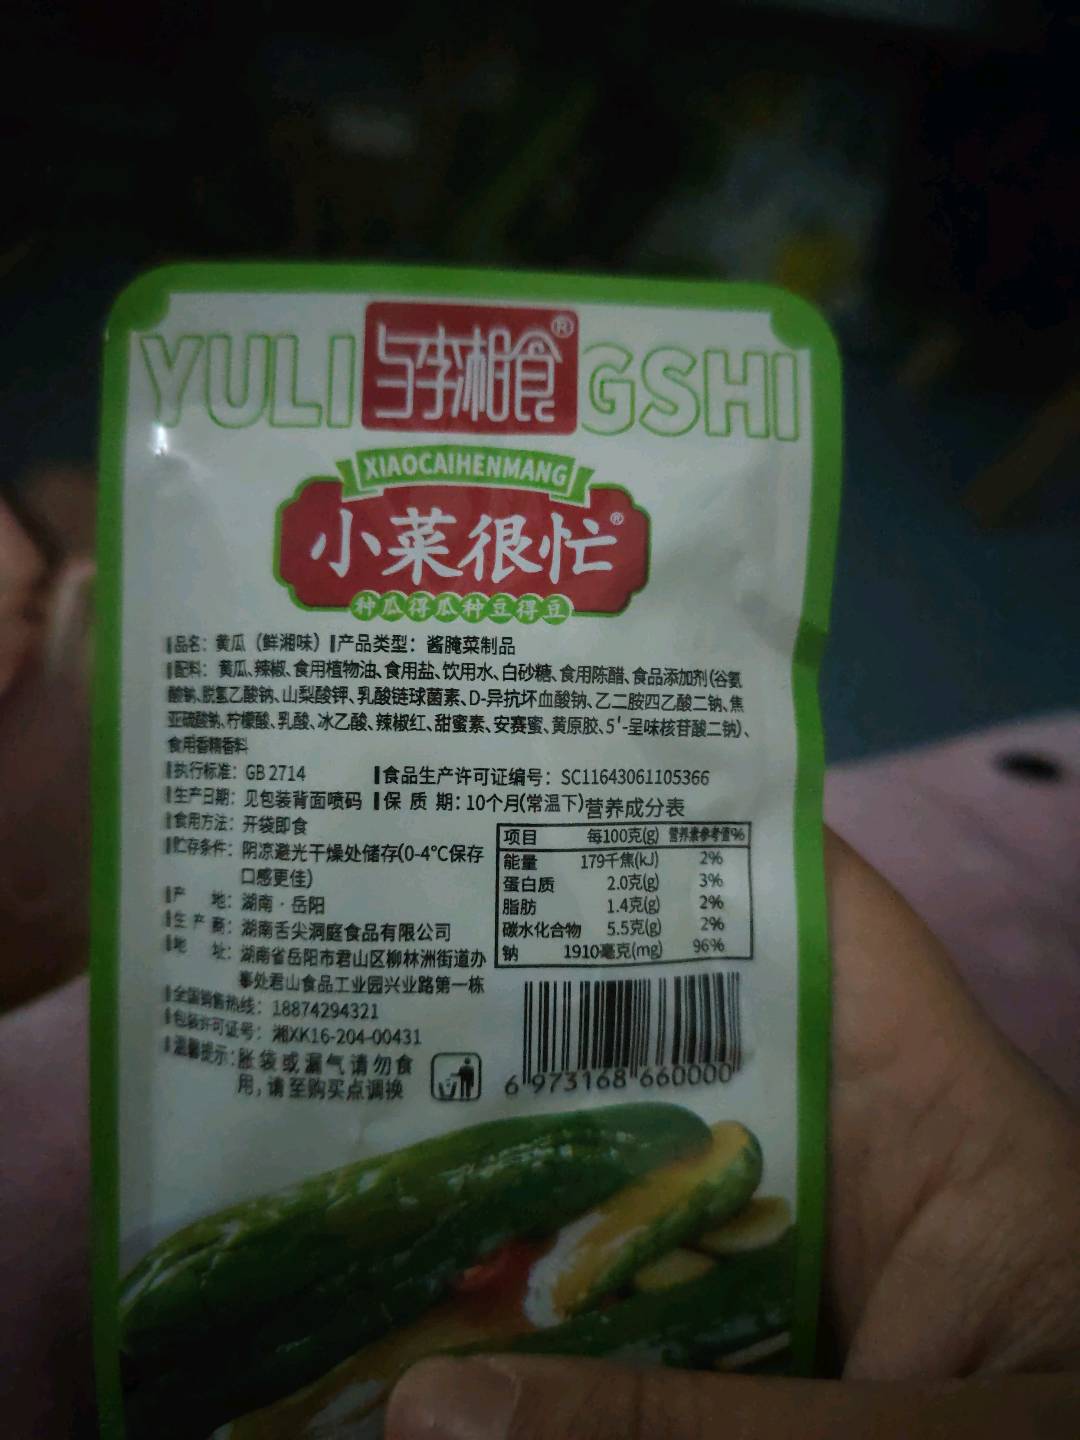 YULI 与李湘食® GSHI
XIAOCAIHENMANG
小菜很忙®
种瓜得瓜种豆得豆
品名：黄瓜（鲜湘味）产品类型：酱腌菜制品
配料：黄瓜、辣椒、食用植物油、食用盐、饮用水、白砂糖、食用陈醋、食品添加剂(谷氨
酸钠、脱氢乙酸钠、山梨酸钾、乳酸链球菌素、D-异抗坏血酸钠、乙二胺四乙酸二钠、焦
亚硫酸钠、柠檬酸、乳酸、冰乙酸、辣椒红、甜蜜素、安赛蜜、黄原胶、5'-呈味核苷酸二钠)、
食用香精香料
执行标准：GB 2714 食品生产许可证编号：SC11643061105366
生产日期：见包装背面喷码 保质期：10个月(常温下)
食用方法：开袋即食
贮存条件：阴凉避光干燥处储存(0-4℃保存
口感更佳)
产地：湖南·岳阳
生产商：湖南舌尖洞庭食品有限公司
地址：湖南省岳阳市君山区柳林洲街道办
事处君山食品工业园兴业路第一栋
全国销售热线：18874294321
包装许可证号：湘XK16-204-00431
温馨提示：胀袋或漏气请勿食
用，请至购买点调换
营养成分表
项目 每100克(g) 营养素参考值%
能量 179千焦(kJ) 2%
蛋白质 2.0克(g) 3%
脂肪 1.4克(g) 2%
碳水化合物 5.5克(g) 2%
钠 1910毫克(mg) 96%
6 973168 660000